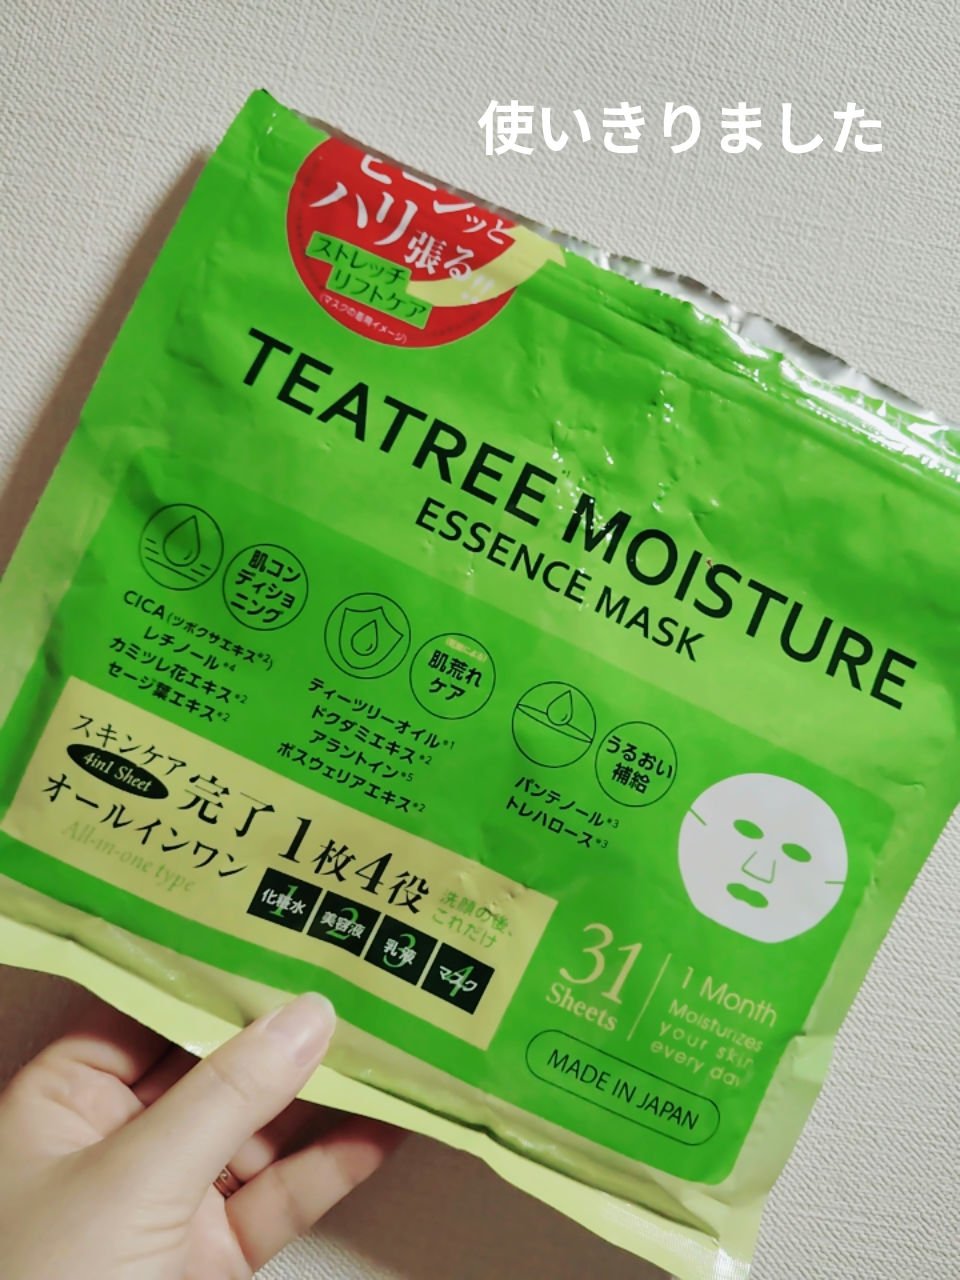 使いきりました
ハリ張る!!
ストレッチ
リフトケア
(マスクの着用イメージ)
TEATREE MOISTURE
ESSENCE MASK
肌コン
ディショ
ニング
CICA(ツボクサエキス*2)
レチノール*4
カミツレ花エキス*2
セージ葉エキス*2
肌荒れ
ケア
ティーツリーオイル*1
ドクダミエキス*2
アラントイン*5
ボスウェリアエキス*2
うるおい
補給
パンテノール*3
トレハロース*3
スキンケア完了1枚4役
4in1 Sheet
オールインワン
All-in-one type
洗顔の後、
これだけ
1 化粧水
2 美容液
3 乳液
4 マスク
31
Sheets
1 Month
Moisturizes
your skin
every day
MADE IN JAPAN